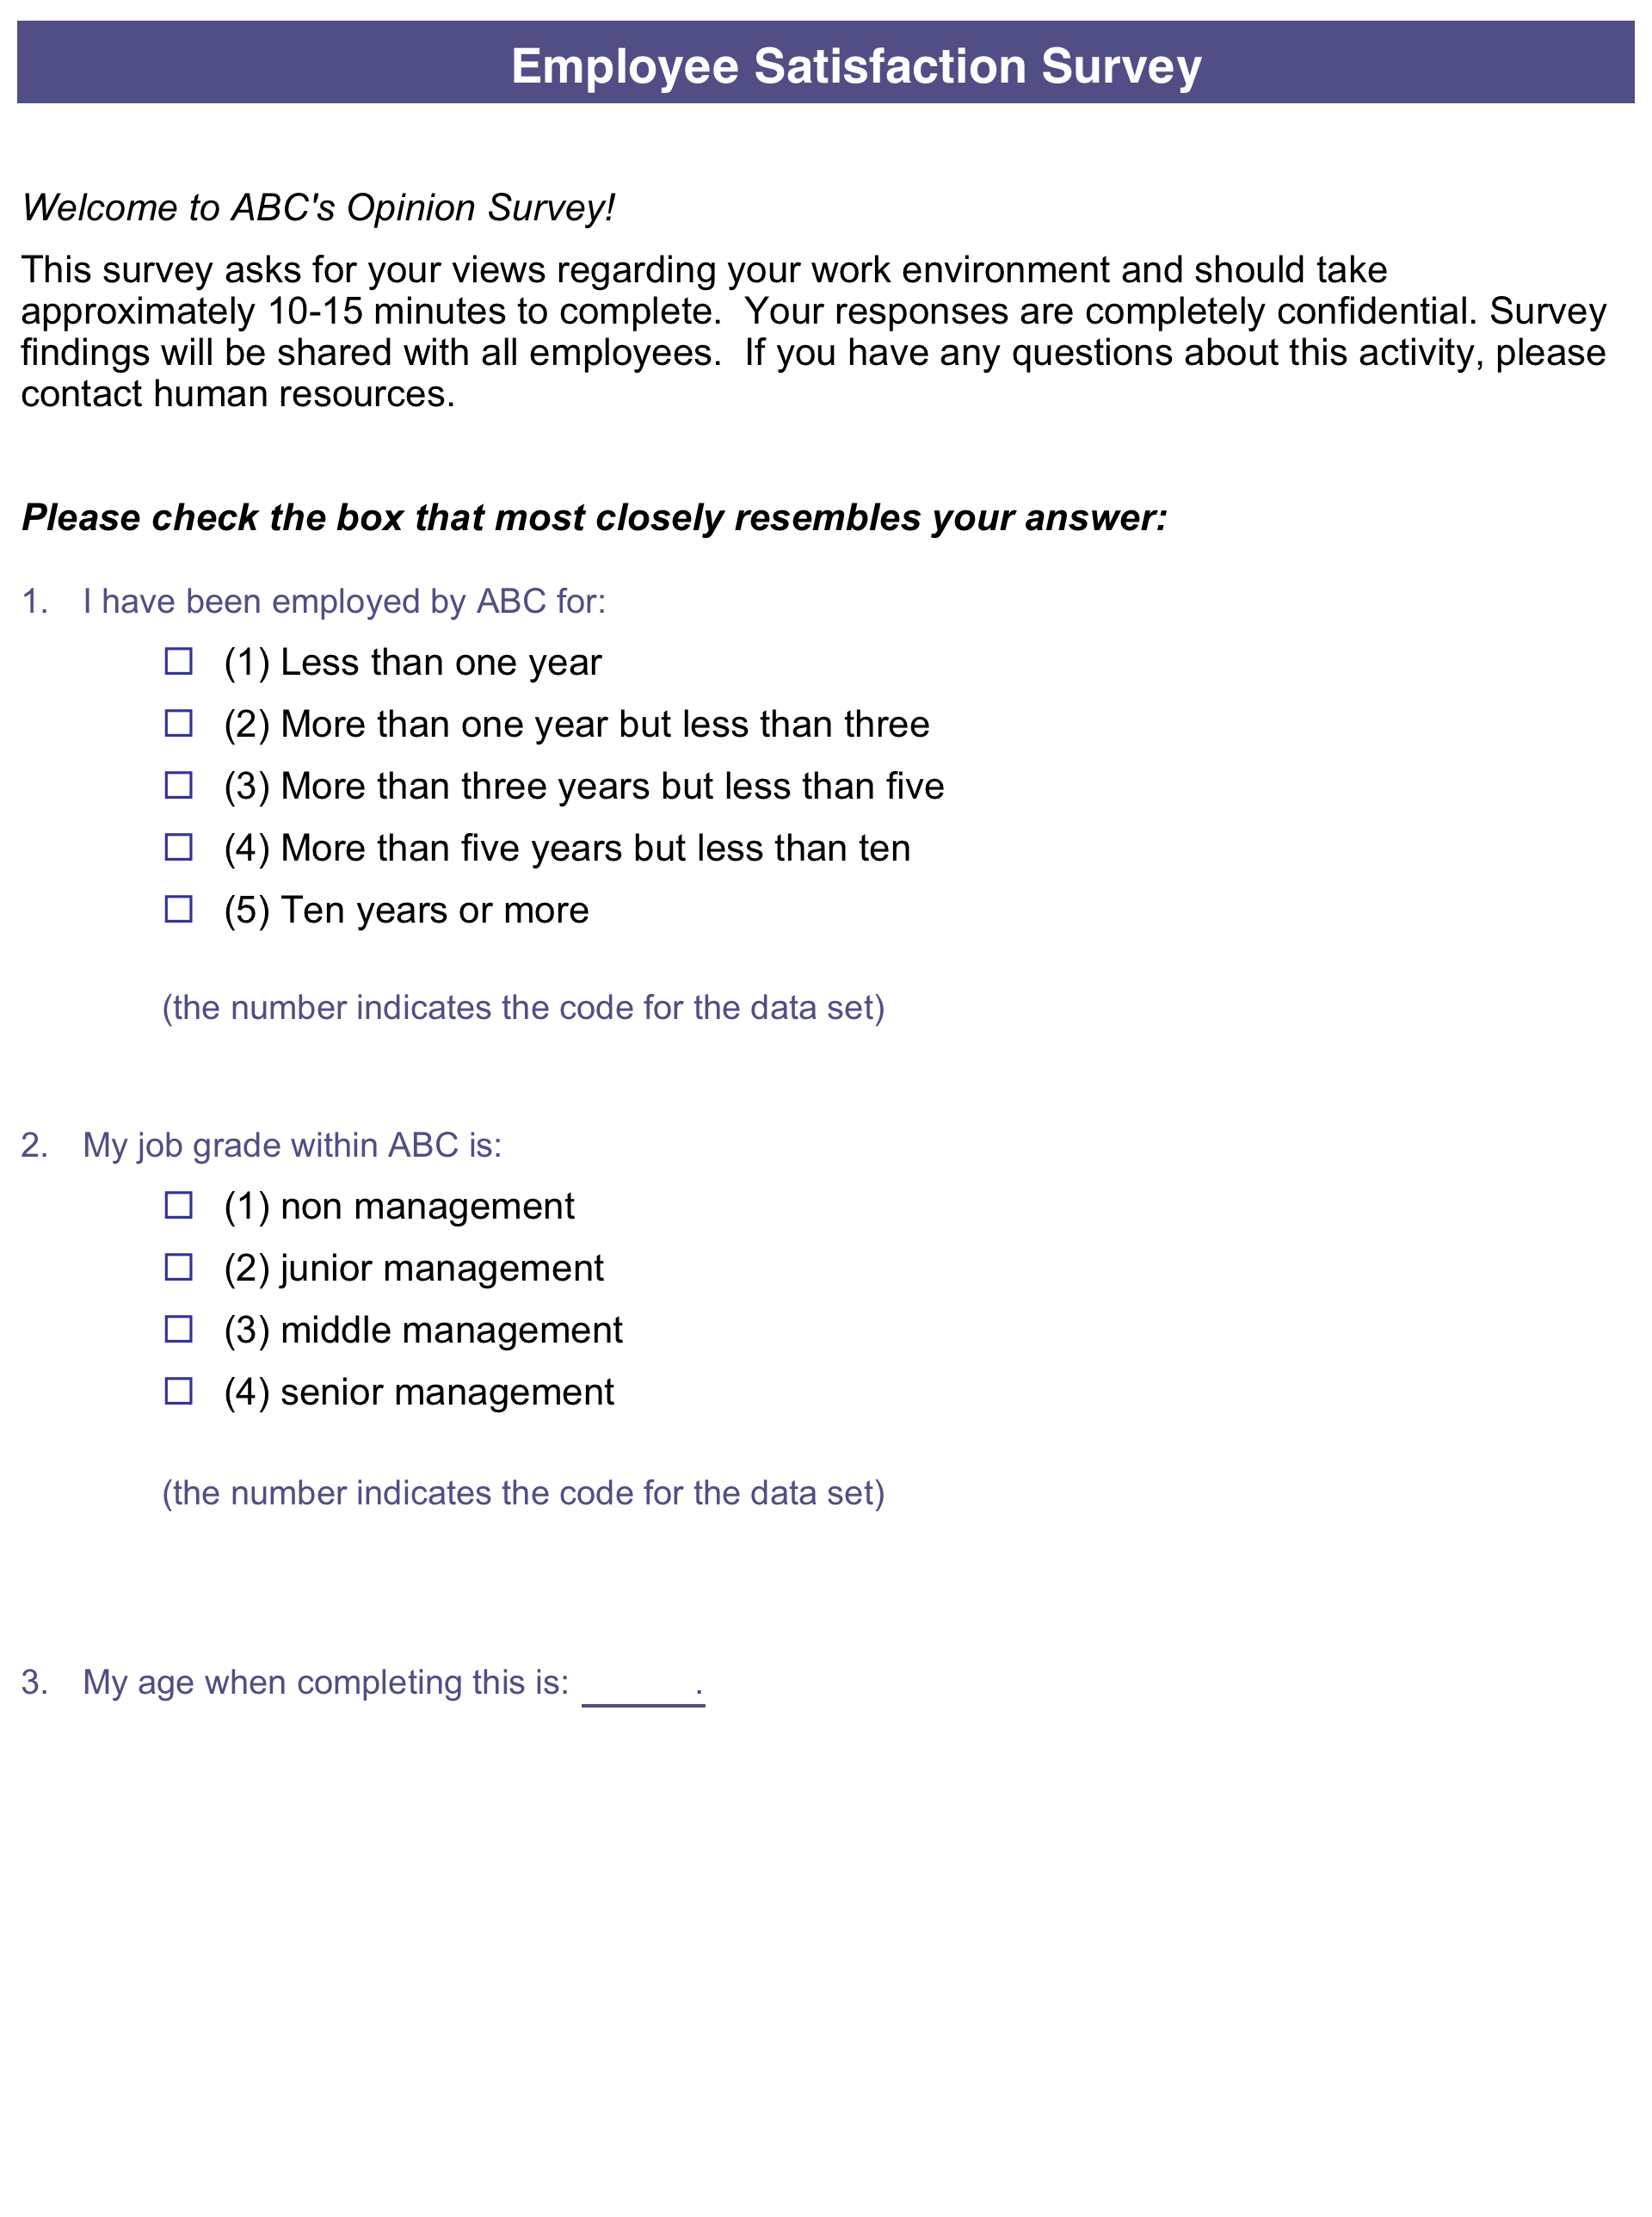 Employee Satisfaction Survey
Welcome to ABC's Opinion Survey!
This survey asks for your views regarding your work environment and should take
approximately 10-15 minutes to complete.  Your responses are completely confidential. Survey
findings will be shared with all employees.  If you have any questions about this activity, please
contact human resources.
Please check the box that most closely resembles your answer:
1. I have been employed by ABC for:
☐ (1) Less than one year
☐ (2) More than one year but less than three
☐ (3) More than three years but less than five
☐ (4) More than five years but less than ten
☐ (5) Ten years or more
(the number indicates the code for the data set)
2. My job grade within ABC is:
☐ (1) non management
☐ (2) junior management
☐ (3) middle management
☐ (4) senior management
(the number indicates the code for the data set)
3. My age when completing this is: ______.